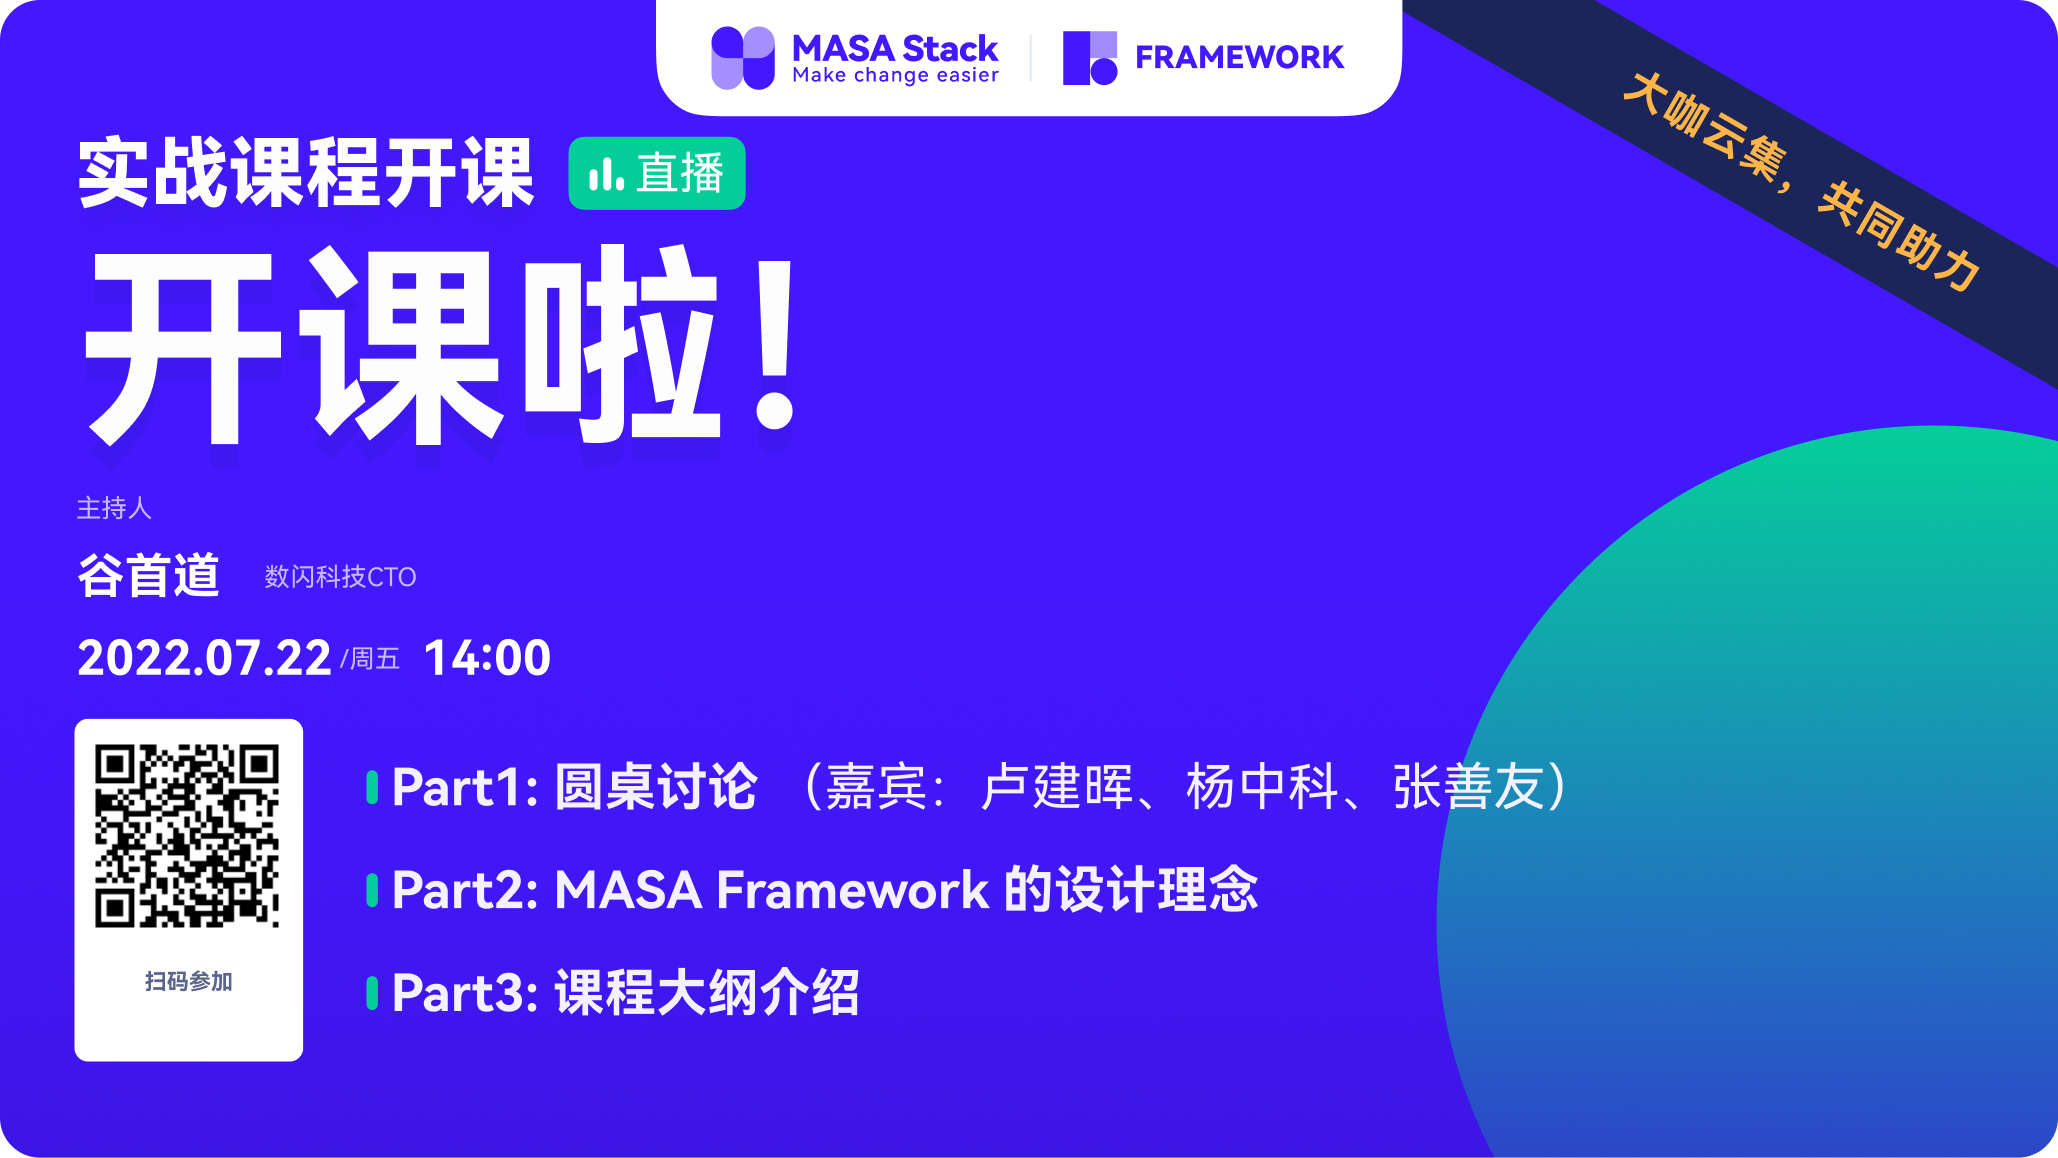 MASA Stack
Make change easier
FRAMEWORK
大咖云集，共同助力
实战课程开课
直播
开课啦!
主持人
谷首道 数闪科技CTO
2022.07.22 /周五 14:00
扫码参加
Part1: 圆桌讨论 （嘉宾：卢建晖、杨中科、张善友）
Part2: MASA Framework 的设计理念
Part3: 课程大纲介绍